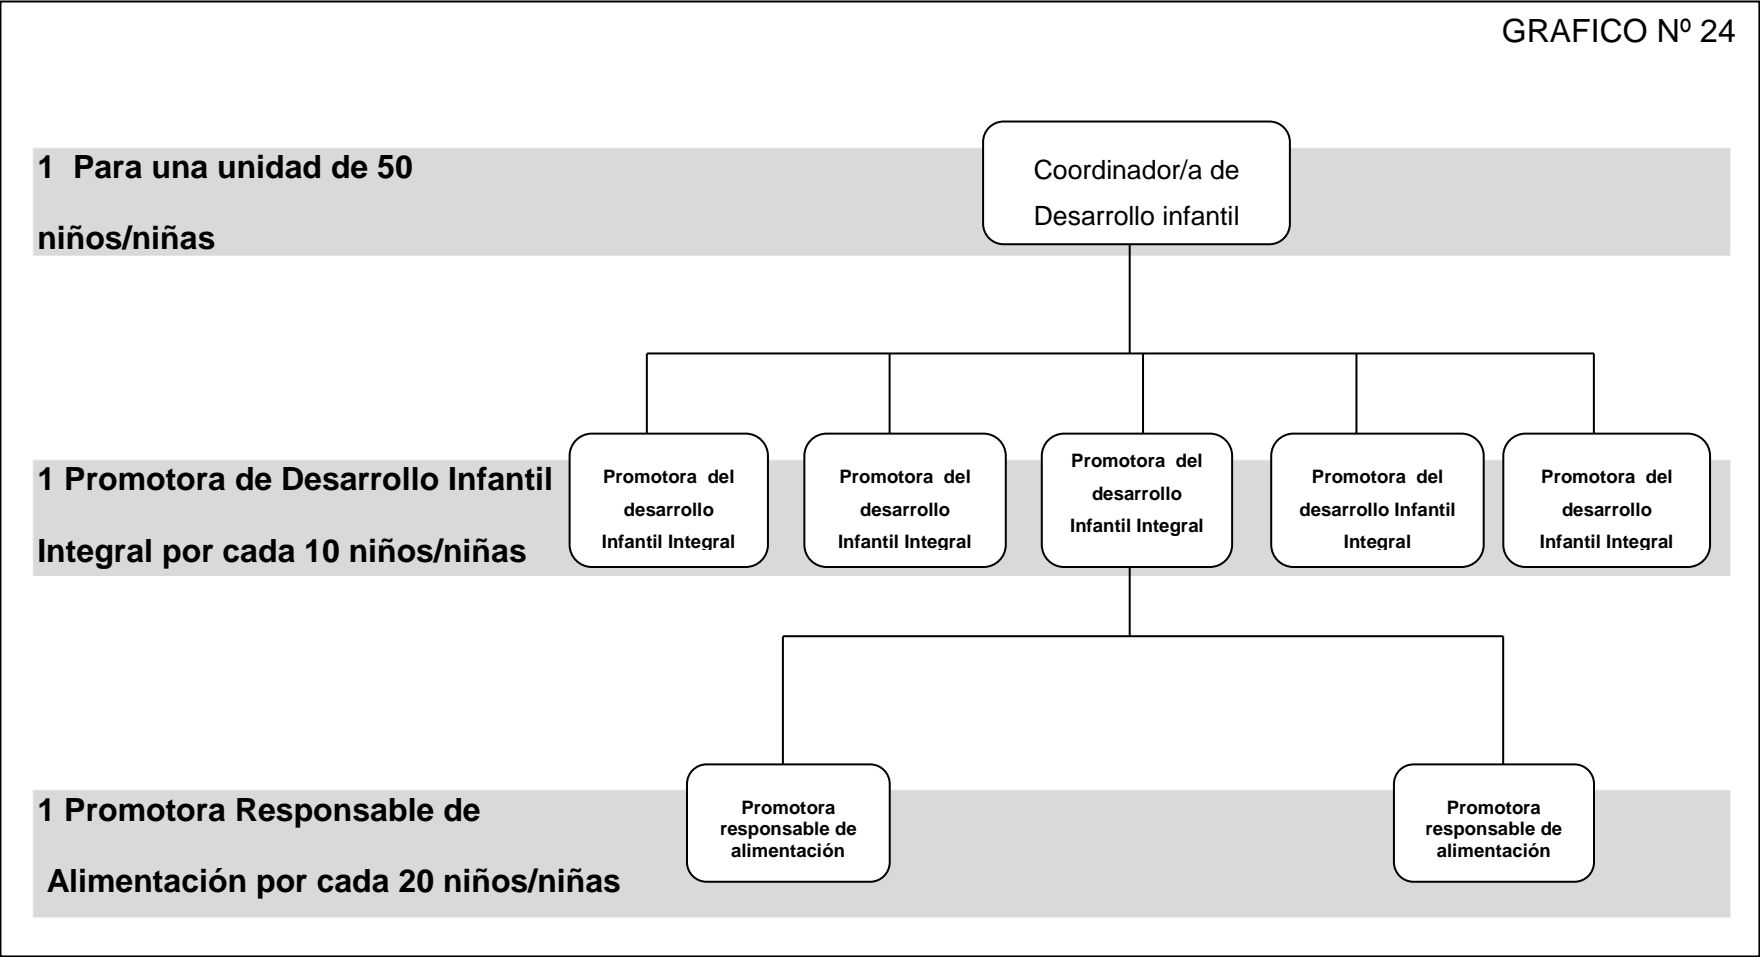 GRAFICO Nº 24
1 Para una unidad de 50
niños/niñas
Coordinador/a de
Desarrollo infantil
1 Promotora de Desarrollo Infantil
Integral por cada 10 niños/niñas
Promotora del
desarrollo
Infantil Integral
Promotora del
desarrollo
Infantil Integral
Promotora del
desarrollo
Infantil Integral
Promotora del
desarrollo Infantil
Integral
Promotora del
desarrollo
Infantil Integral
1 Promotora Responsable de
Alimentación por cada 20 niños/niñas
Promotora
responsable de
alimentación
Promotora
responsable de
alimentación